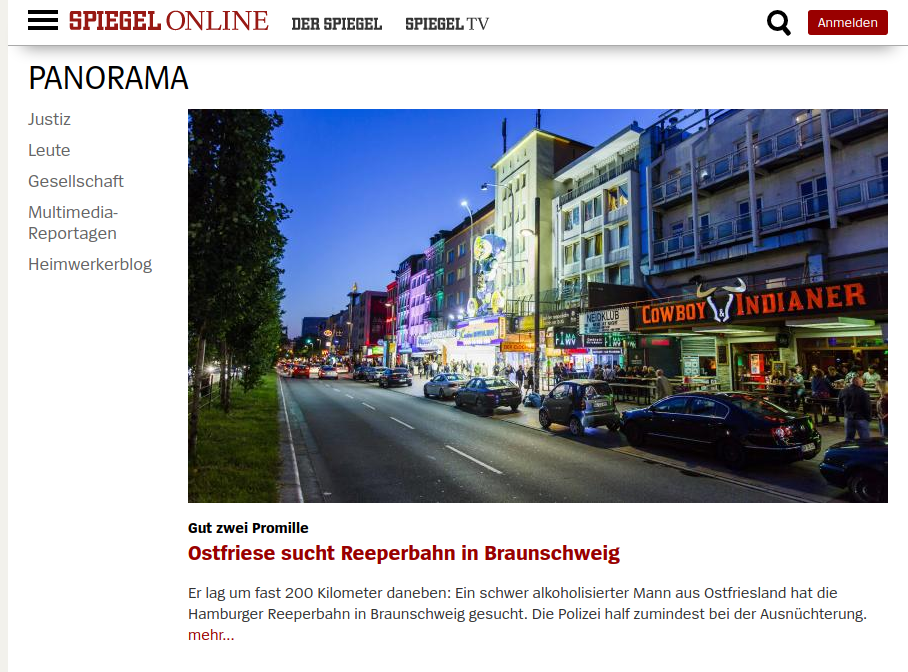 SPIEGEL ONLINE
DER SPIEGEL
SPIEGEL TV
Anmelden
PANORAMA
Justiz
Leute
Gesellschaft
Multimedia-
Reportagen
Heimwerkerblog
NEIDKLUB
COWBOY & INDIANER
Gut zwei Promille
Ostfriese sucht Reeperbahn in Braunschweig
Er lag um fast 200 Kilometer daneben: Ein schwer alkoholisierter Mann aus Ostfriesland hat die
Hamburger Reeperbahn in Braunschweig gesucht. Die Polizei half zumindest bei der Ausnüchterung.
mehr...